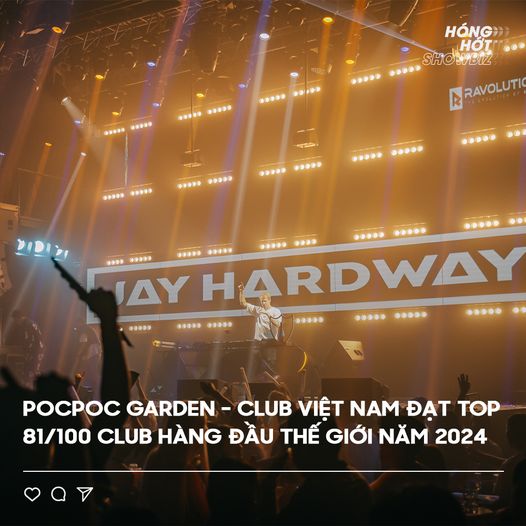 HÓNG
HỚT
SHOWBIZ
RAVOLUTIO
JAY HARDWAY
POCPOC GARDEN - CLUB VIỆT NAM ĐẠT TOP
81/100 CLUB HÀNG ĐẦU THẾ GIỚI NĂM 2024